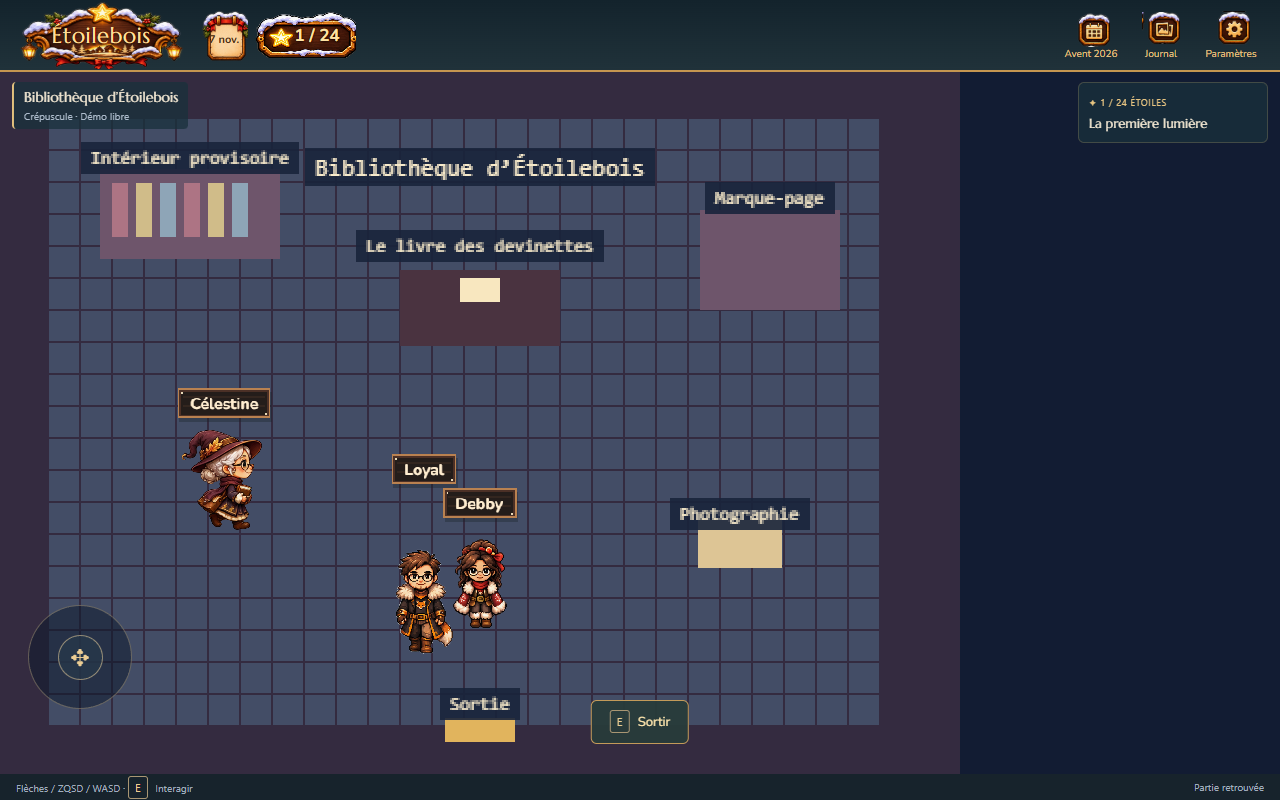 Étoilebois
7 nov.
1 / 24
Avent 2026
Journal
Paramètres
Bibliothèque d'Étoilebois
Crépuscule · Démo libre
✦ 1 / 24 ÉTOILES
La première lumière
Intérieur provisoire
Bibliothèque d'Étoilebois
Marque-page
Le livre des devinettes
Célestine
Loyal
Debby
Photographie
Sortie
E Sortir
Flèches / ZQSD / WASD · E Interagir
Partie retrouvée